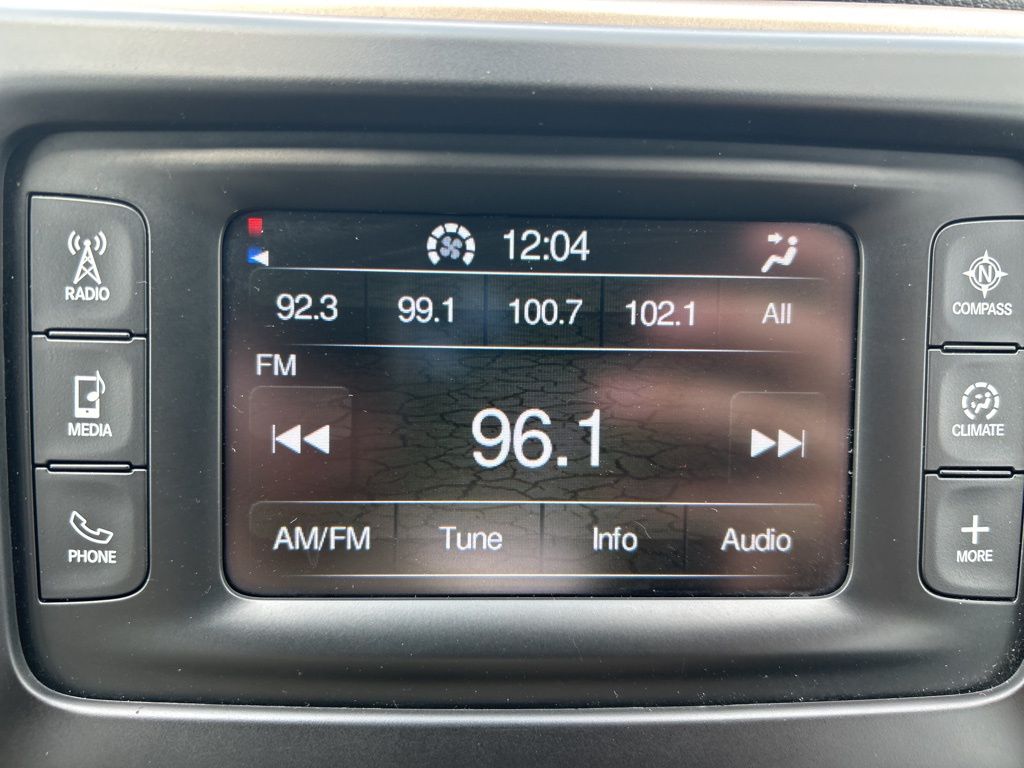 12:04
92.3 99.1 100.7 102.1 All
FM
96.1
AM/FM Tune Info Audio
RADIO
MEDIA
PHONE
N
COMPASS
CLIMATE
MORE